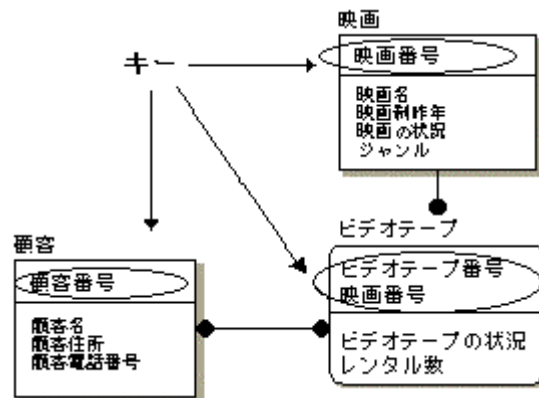 映画
映画番号
キー
映画名
映画制作年
映画の状況
ジャンル
ビデオテープ
ビデオテープ番号
映画番号
ビデオテープの状況
レンタル数
顧客
顧客番号
顧客名
顧客住所
顧客電話番号